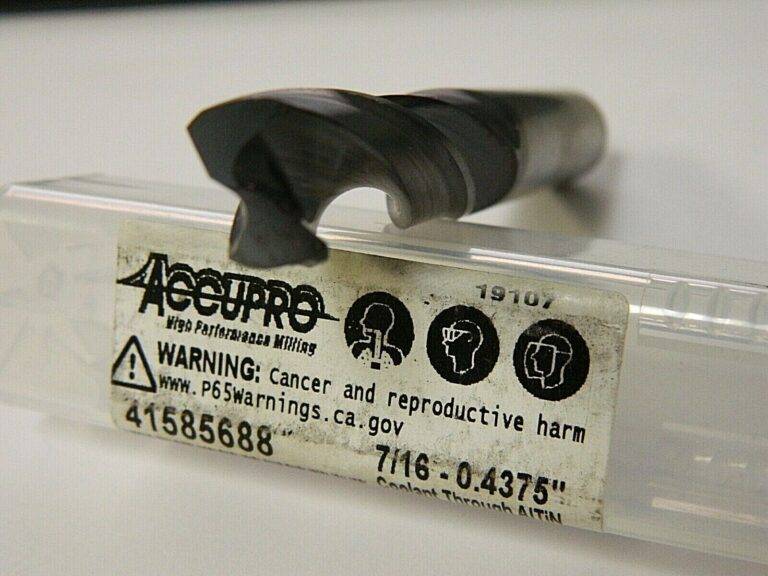 19107
ACCUPRO
High Performance Milling
WARNING: Cancer and reproductive harm
www.P65Warnings.ca.gov
41585688
7/16 - 0.4375"
Coolant Through AlTiN